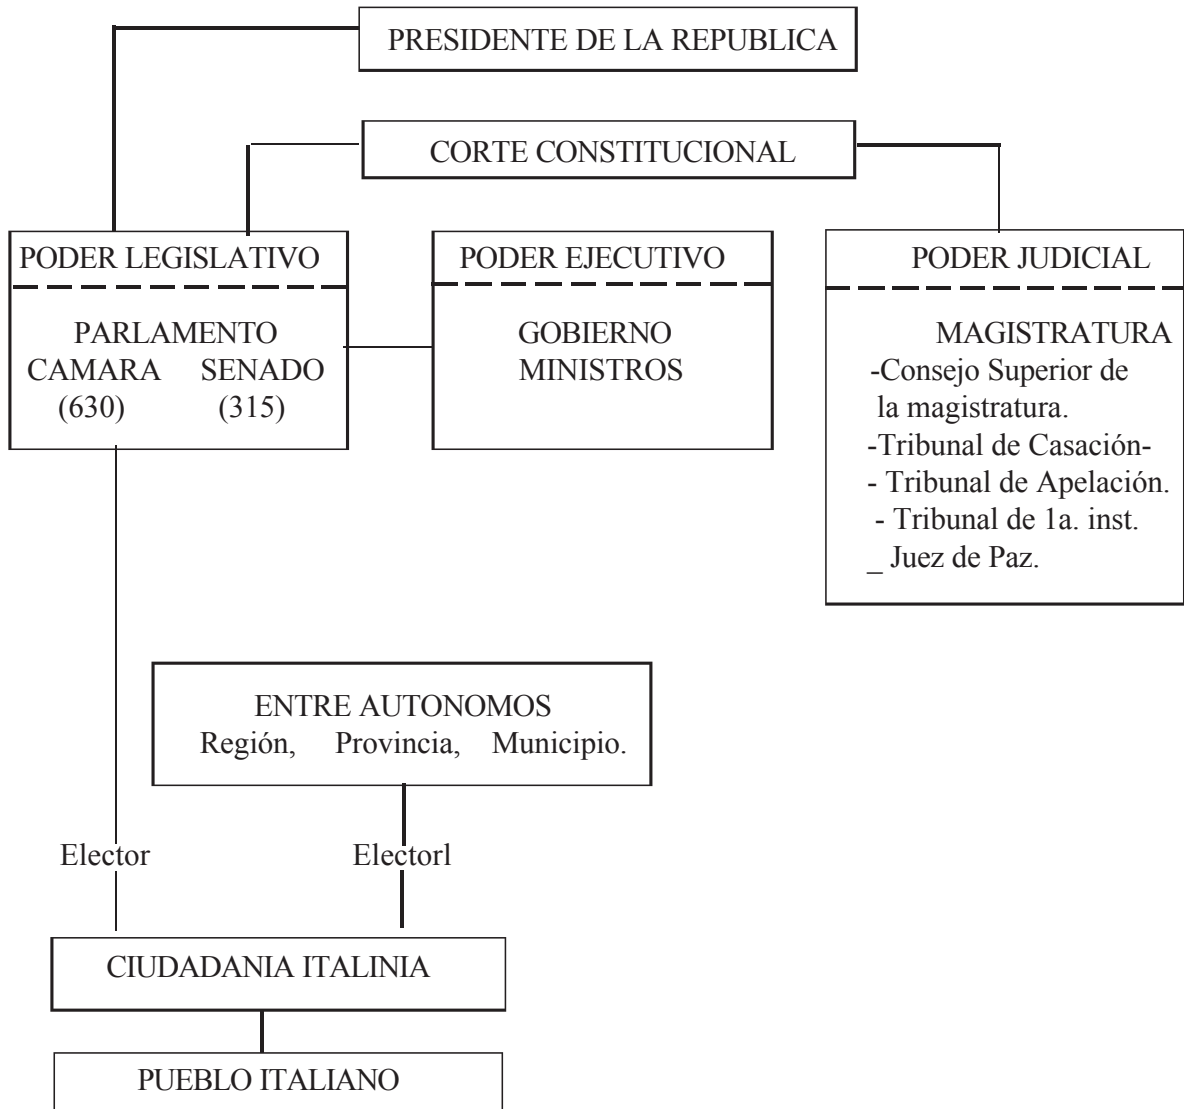 PRESIDENTE DE LA REPUBLICA
CORTE CONSTITUCIONAL
PODER LEGISLATIVO
PARLAMENTO
CAMARA SENADO
(630) (315)
PODER EJECUTIVO
GOBIERNO
MINISTROS
PODER JUDICIAL
MAGISTRATURA
-Consejo Superior de
la magistratura.
-Tribunal de Casación-
- Tribunal de Apelación.
- Tribunal de 1a. inst.
_ Juez de Paz.
ENTRE AUTONOMOS
Región, Provincia, Municipio.
Elector
Electorl
CIUDADANIA ITALINIA
PUEBLO ITALIANO